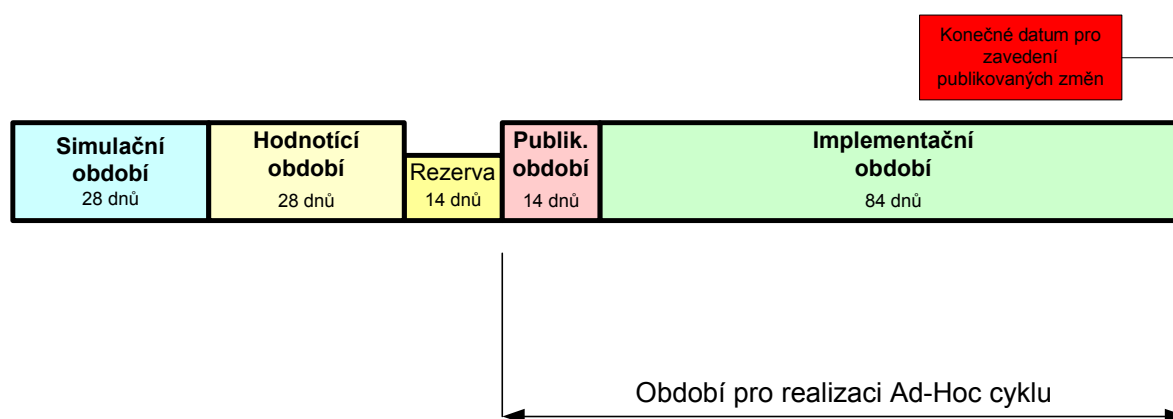 Konečné datum pro
zavedení
publikovaných změn
Simulační
období
28 dnů
Hodnotící
období
28 dnů
Rezerva
14 dnů
Publik.
období
14 dnů
Implementační
období
84 dnů
Období pro realizaci Ad-Hoc cyklu